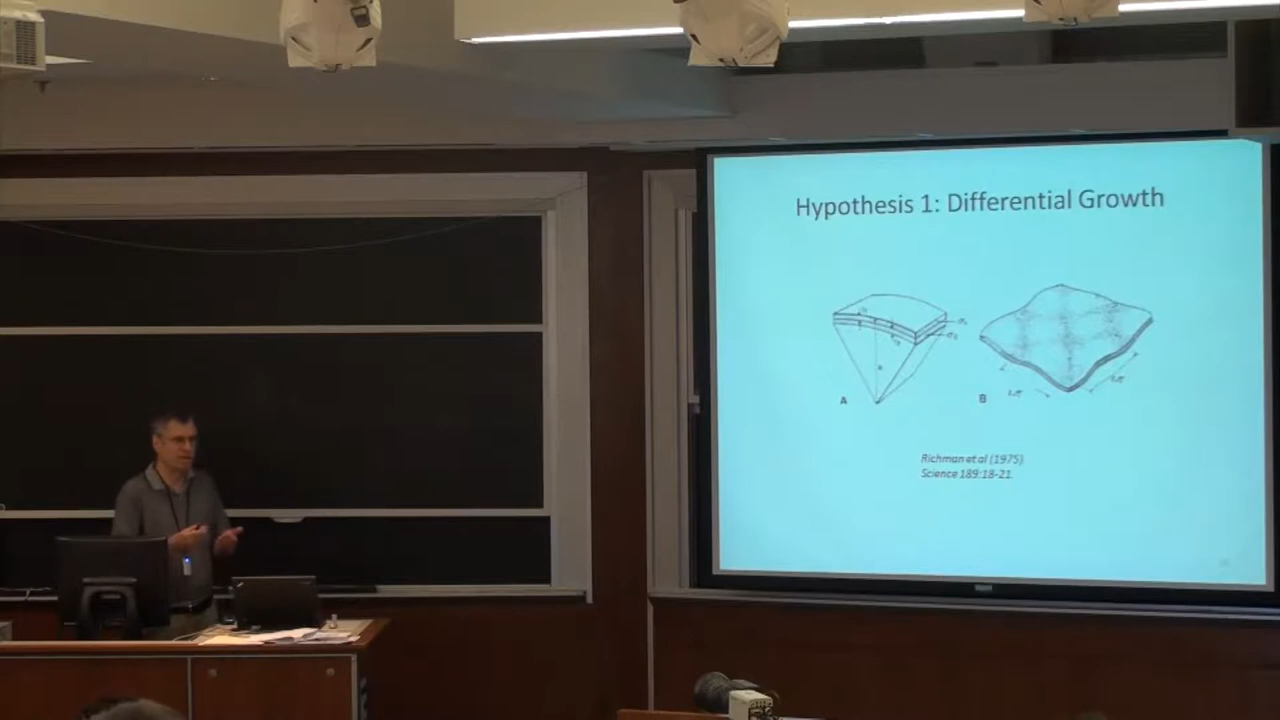 Hypothesis 1: Differential Growth
A
B
Richman et al (1975)
Science 189:18-21.